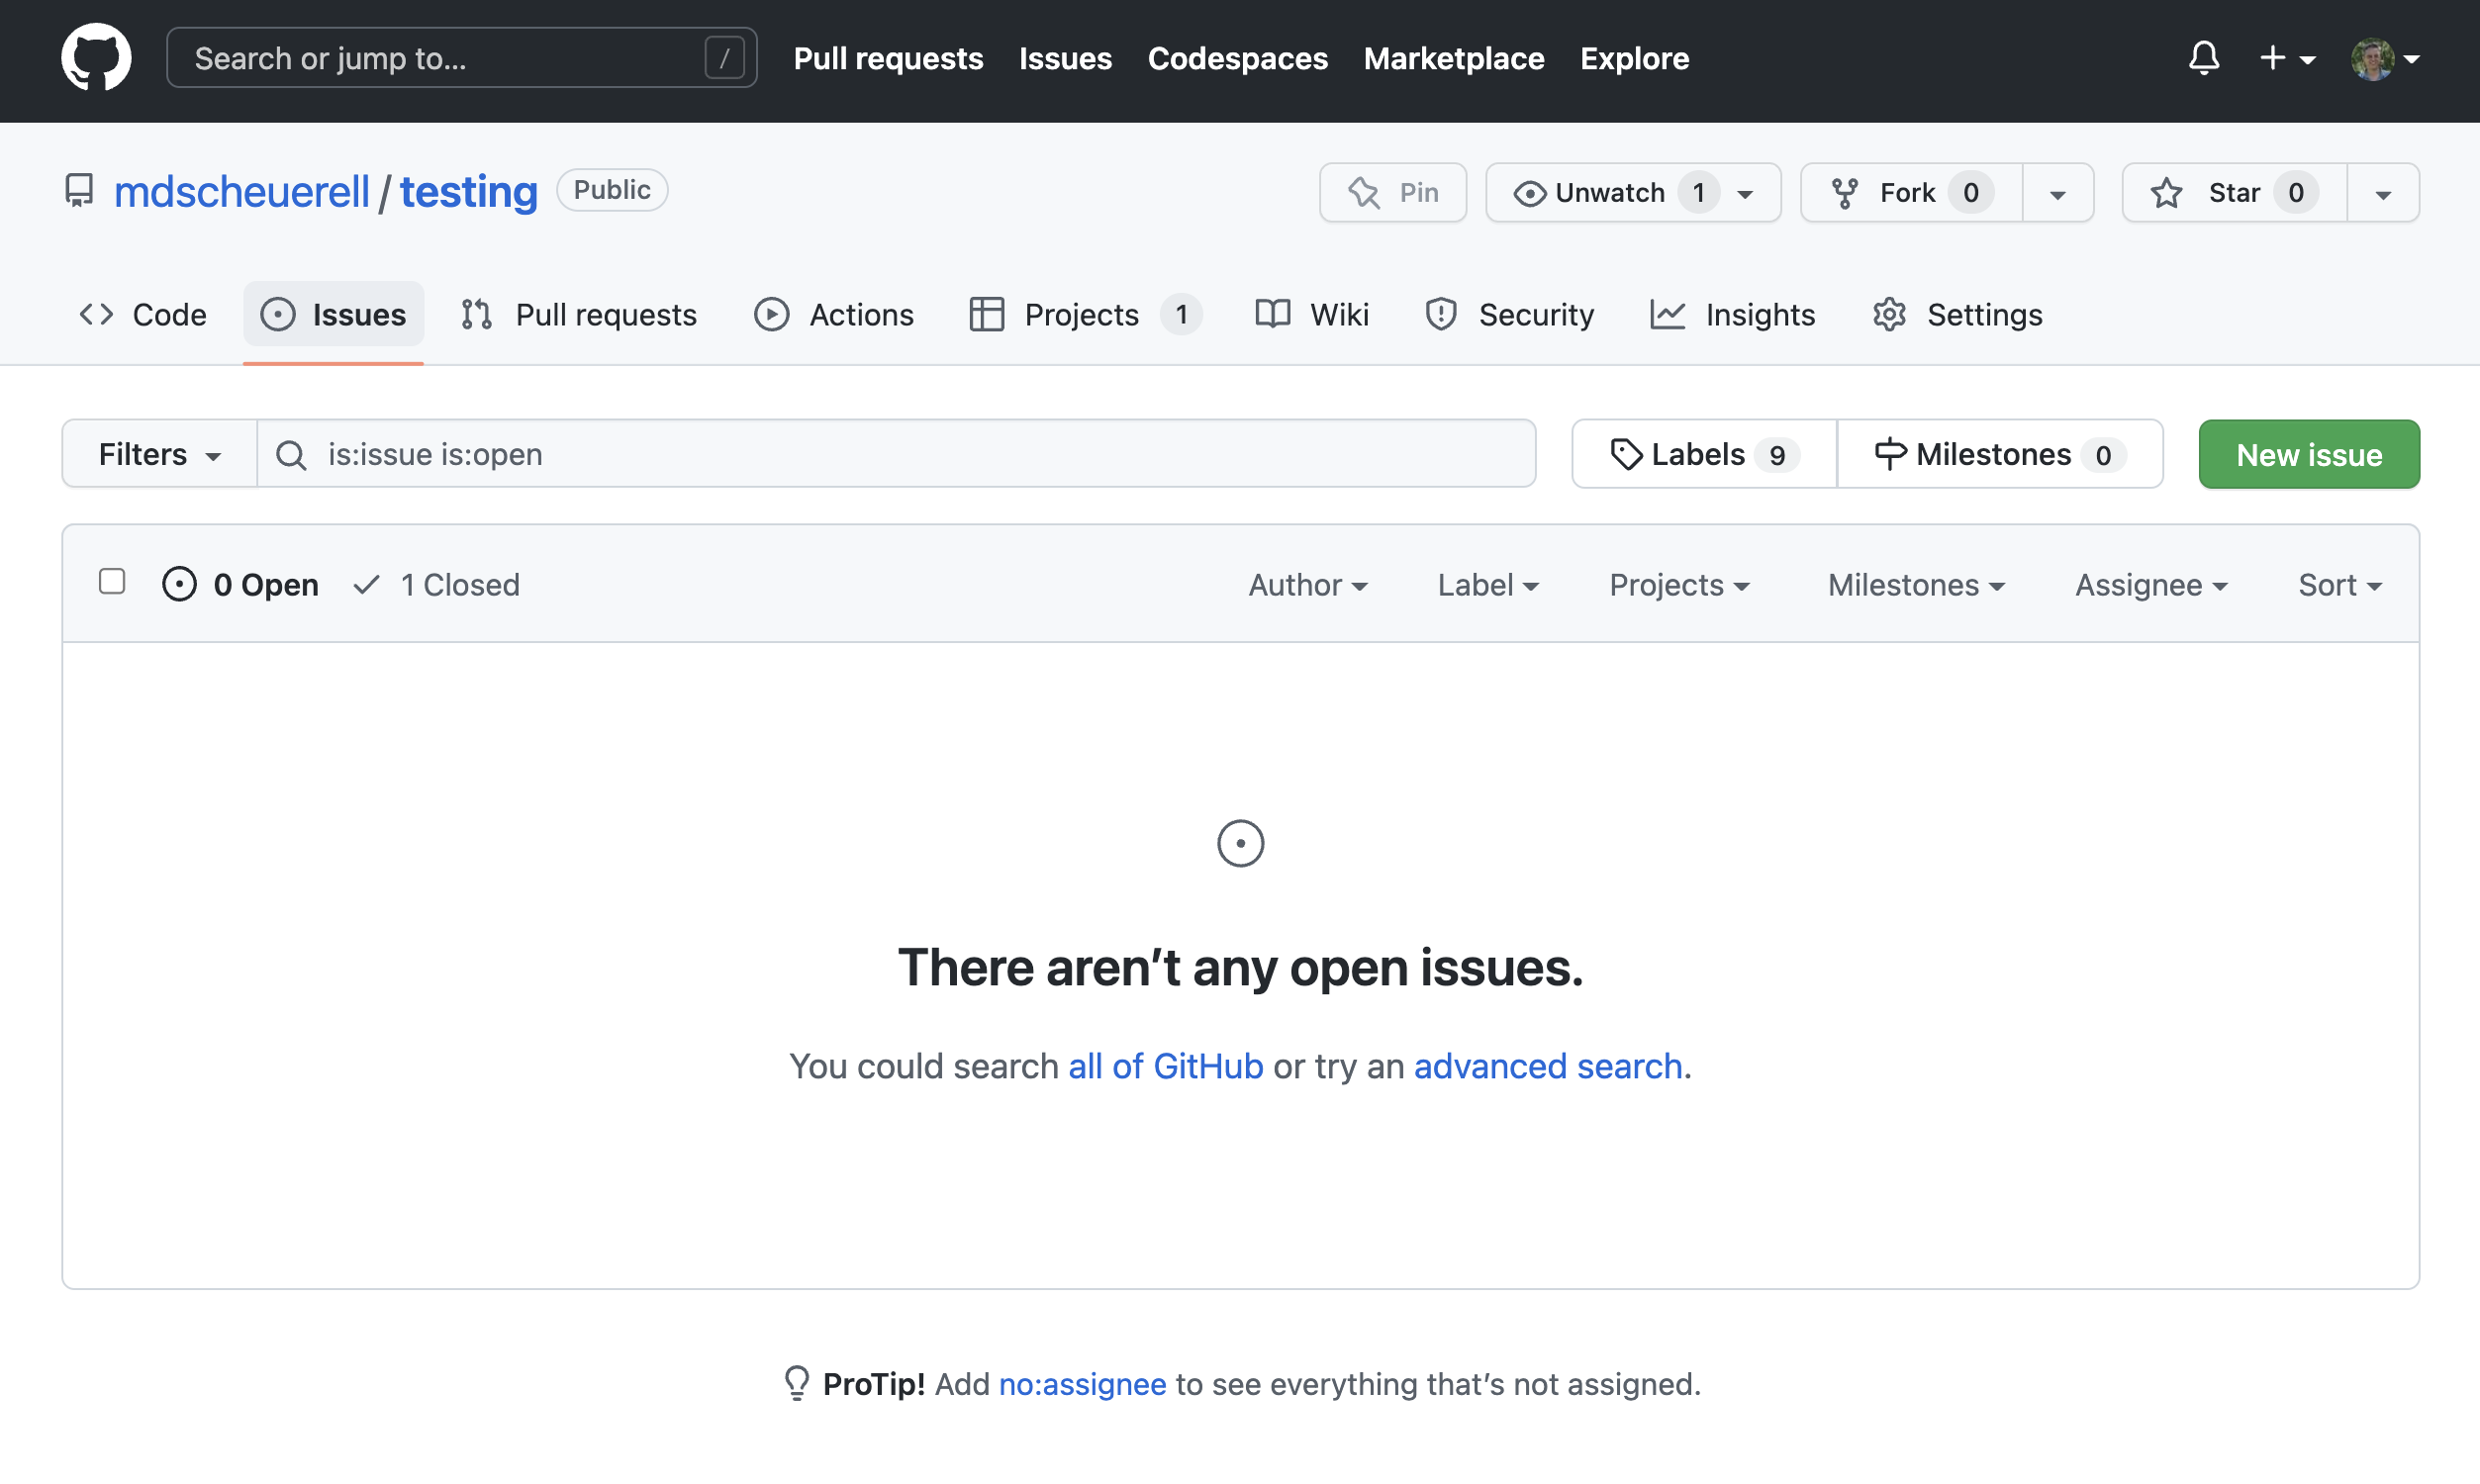 Search or jump to... / Pull requests Issues Codespaces Marketplace Explore
mdscheuerell / testing Public Pin Unwatch 1 Fork 0 Star 0
Code Issues Pull requests Actions Projects 1 Wiki Security Insights Settings
Filters is:issue is:open Labels 9 Milestones 0 New issue
0 Open 1 Closed Author Label Projects Milestones Assignee Sort
There aren’t any open issues.
You could search all of GitHub or try an advanced search.
ProTip! Add no:assignee to see everything that’s not assigned.